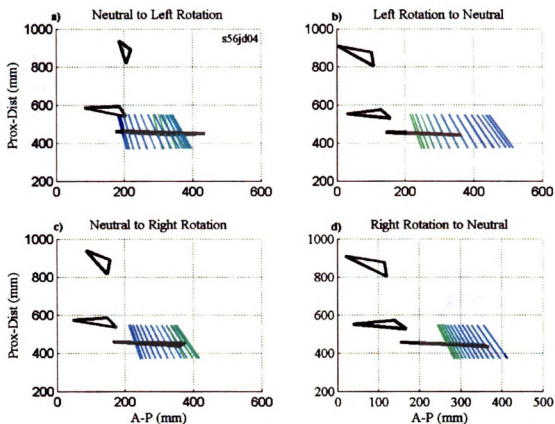 a) Neutral to Left Rotation
s56jd04
Prox-Dist (mm)
1000
800
600
400
200
0 200 400 600
b) Left Rotation to Neutral
1000
800
600
400
200
0 200 400 600
c) Neutral to Right Rotation
Prox-Dist (mm)
1000
800
600
400
200
0 200 400 600
A-P (mm)
d) Right Rotation to Neutral
1000
800
600
400
200
0 100 200 300 400 500
A-P (mm)